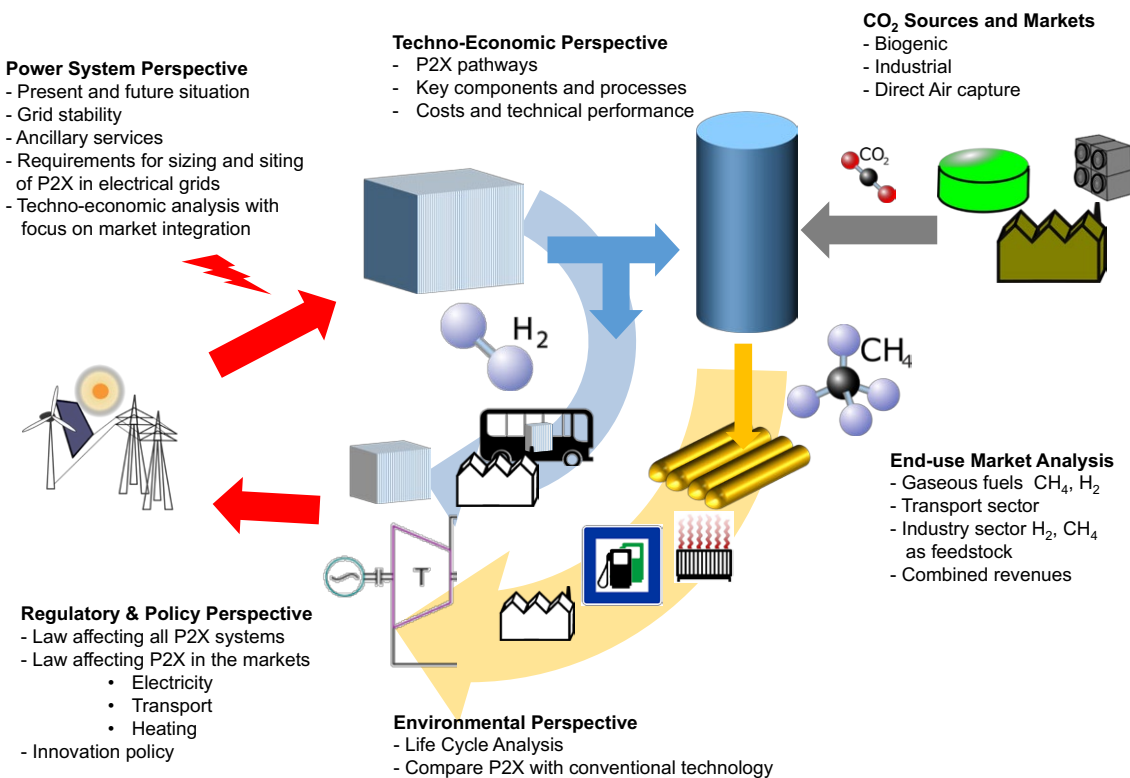 Power System Perspective
- Present and future situation
- Grid stability
- Ancillary services
- Requirements for sizing and siting
of P2X in electrical grids
- Techno-economic analysis with
focus on market integration
Techno-Economic Perspective
- P2X pathways
- Key components and processes
- Costs and technical performance
CO₂ Sources and Markets
- Biogenic
- Industrial
- Direct Air capture
CO₂
H₂
CH₄
End-use Market Analysis
- Gaseous fuels CH₄, H₂
- Transport sector
- Industry sector H₂, CH₄
as feedstock
- Combined revenues
T
Regulatory & Policy Perspective
- Law affecting all P2X systems
- Law affecting P2X in the markets
• Electricity
• Transport
• Heating
- Innovation policy
Environmental Perspective
- Life Cycle Analysis
- Compare P2X with conventional technology